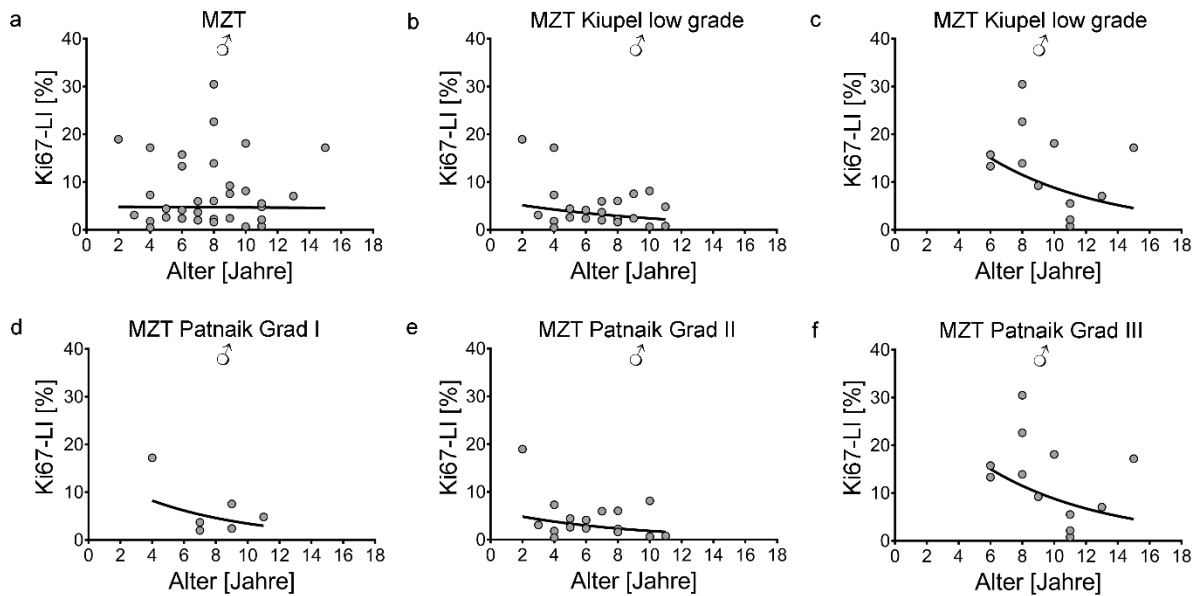 a
MZT
♂
Ki67-LI [%]
40
30
20
10
0
0 2 4 6 8 10 12 14 16 18
Alter [Jahre]
b
MZT Kiupel low grade
♂
Ki67-LI [%]
40
30
20
10
0
0 2 4 6 8 10 12 14 16 18
Alter [Jahre]
c
MZT Kiupel low grade
♂
Ki67-LI [%]
40
30
20
10
0
0 2 4 6 8 10 12 14 16 18
Alter [Jahre]
d
MZT Patnaik Grad I
♂
Ki67-LI [%]
40
30
20
10
0
0 2 4 6 8 10 12 14 16 18
Alter [Jahre]
e
MZT Patnaik Grad II
♂
Ki67-LI [%]
40
30
20
10
0
0 2 4 6 8 10 12 14 16 18
Alter [Jahre]
f
MZT Patnaik Grad III
♂
Ki67-LI [%]
40
30
20
10
0
0 2 4 6 8 10 12 14 16 18
Alter [Jahre]